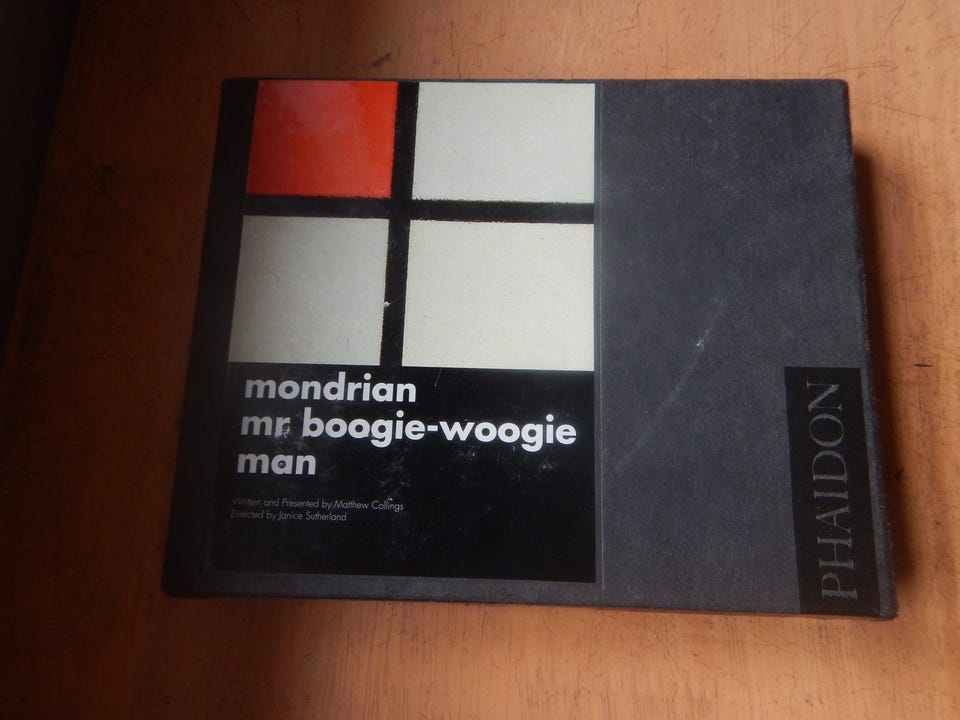 mondrian
mr boogie-woogie
man
Written and Presented by Matthew Collings
Directed by Janice Sutherland
PHAIDON